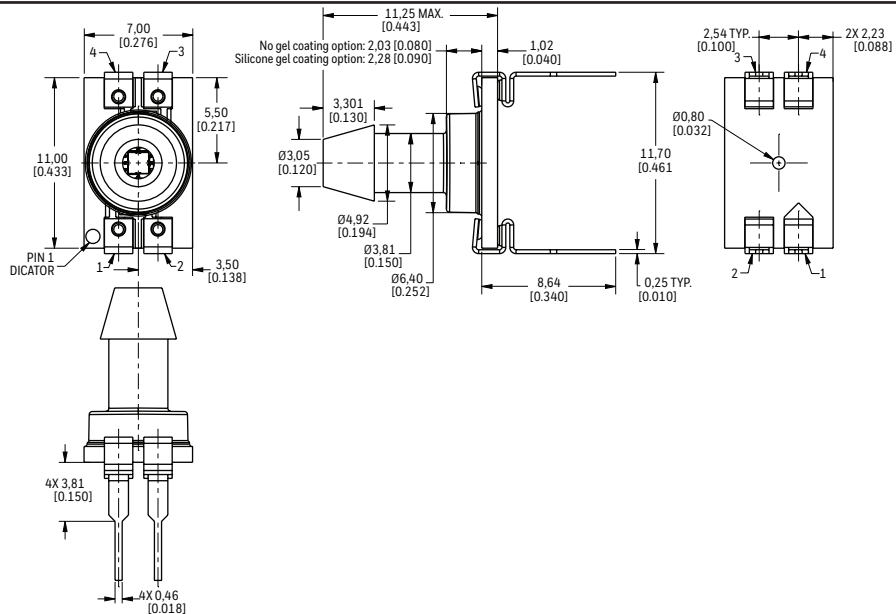 7,00
[0.276]
4
3
11,00
[0.433]
5,50
[0.217]
PIN 1
DICATOR
1
2
3,50
[0.138]
11,25 MAX.
[0.443]
No gel coating option: 2,03 [0.080]
Silicone gel coating option: 2,28 [0.090]
1,02
[0.040]
3,301
[0.130]
Ø3,05
[0.120]
Ø4,92
[0.194]
Ø3,81
[0.150]
Ø6,40
[0.252]
11,70
[0.461
8,64
[0.340]
0,25 TYP.
[0.010]
2,54 TYP.
[0.100]
2X 2,23
[0.088]
3
4
Ø0,80
[0.032]
2
1
4X 3,81
[0.150]
4X 0,46
[0.018]